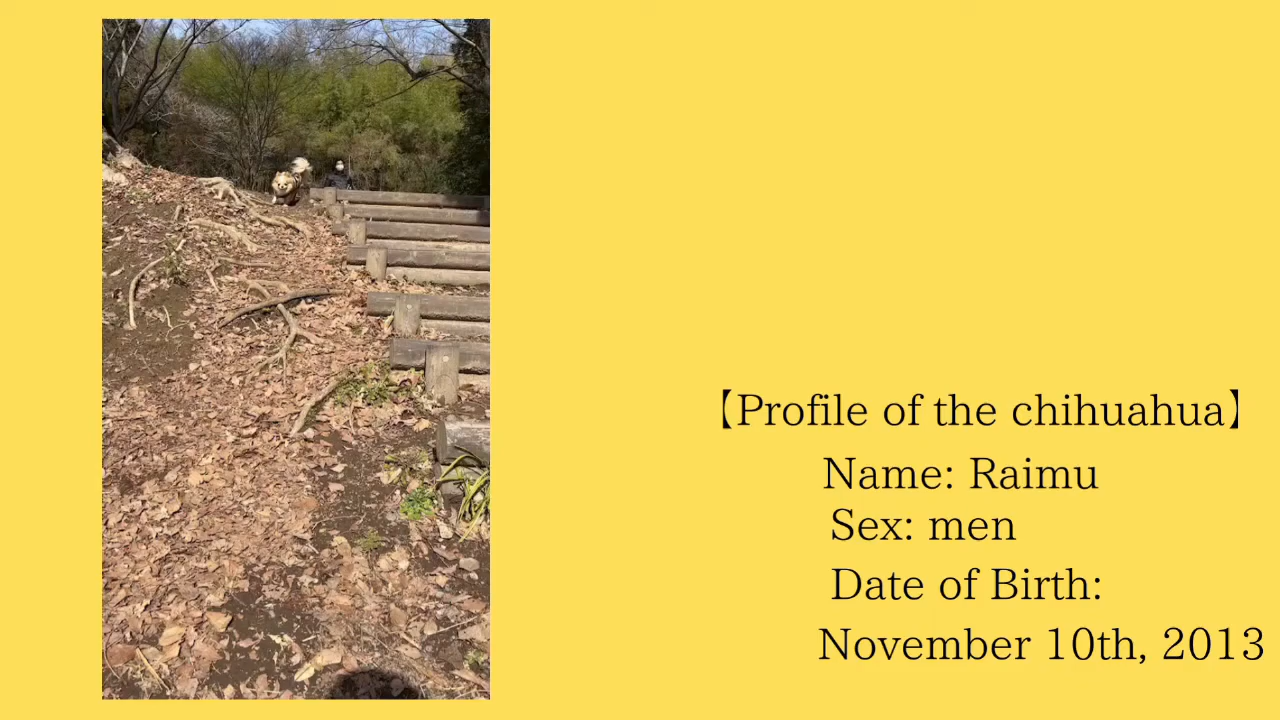 【Profile of the chihuahua】
Name: Raimu
Sex: men
Date of Birth:
November 10th, 2013